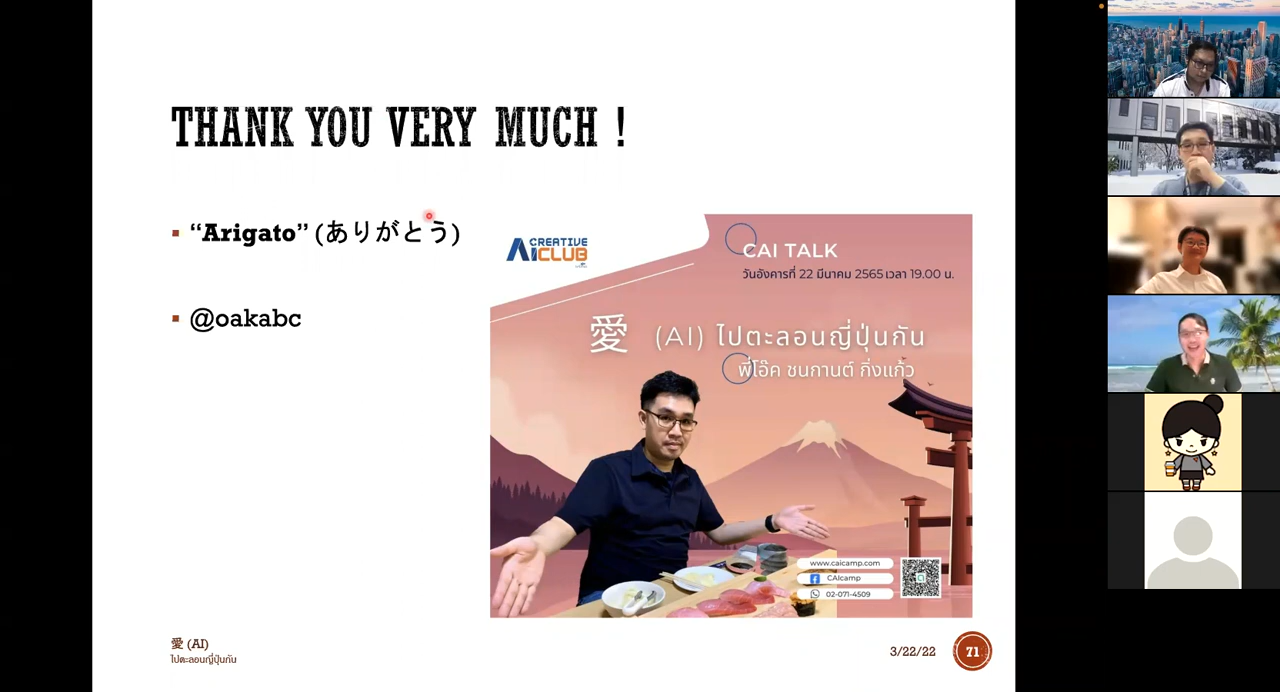 THANK YOU VERY MUCH !
▪ “Arigato” (ありがとう)
▪ @oakabc
CREATIVE
AI CLUB
CAI TALK
วันอังคารที่ 22 มีนาคม 2565 เวลา 19.00 น.
愛 (AI) ไปตะลอนญี่ปุ่นกัน
พี่โอ๊ค ชนกานต์ กิ่งแก้ว
www.caicamp.com
CAIcamp
02-071-4509
愛 (AI)
ไปตะลอนญี่ปุ่นกัน
3/22/22
71